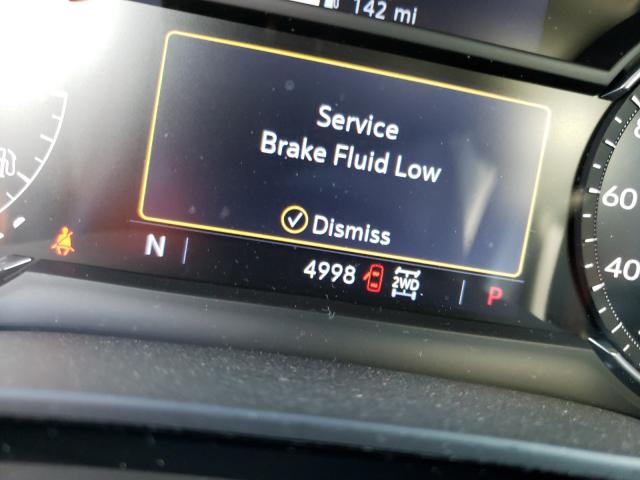 142 mi
Service
Brake Fluid Low
Dismiss
N
4998
2WD
P
60
40